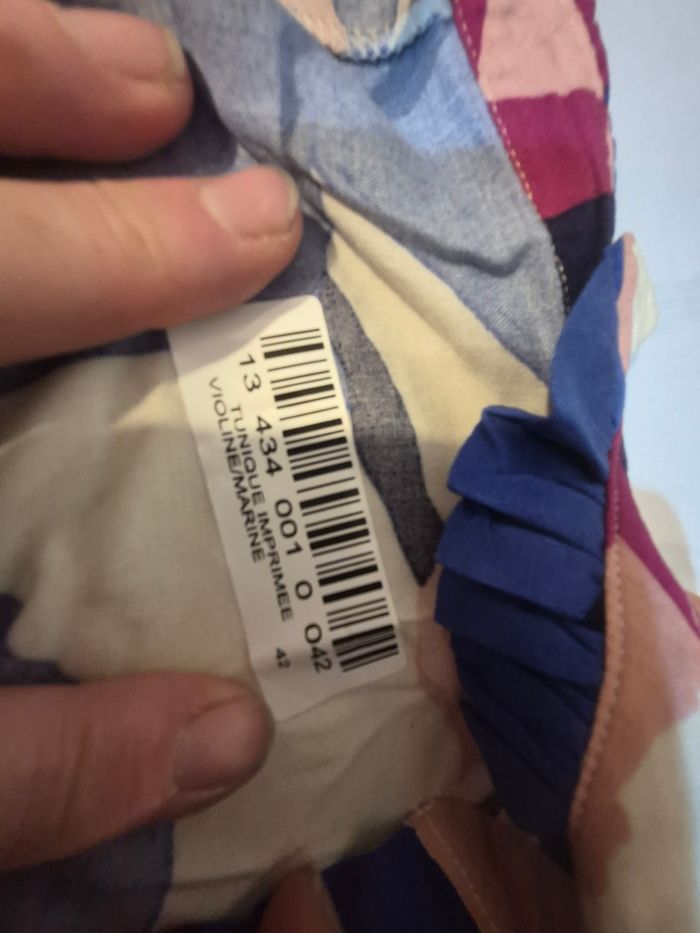 13 434 001 0 042
TUNIQUE IMPRIMEE
VIOLINE/MARINE
42